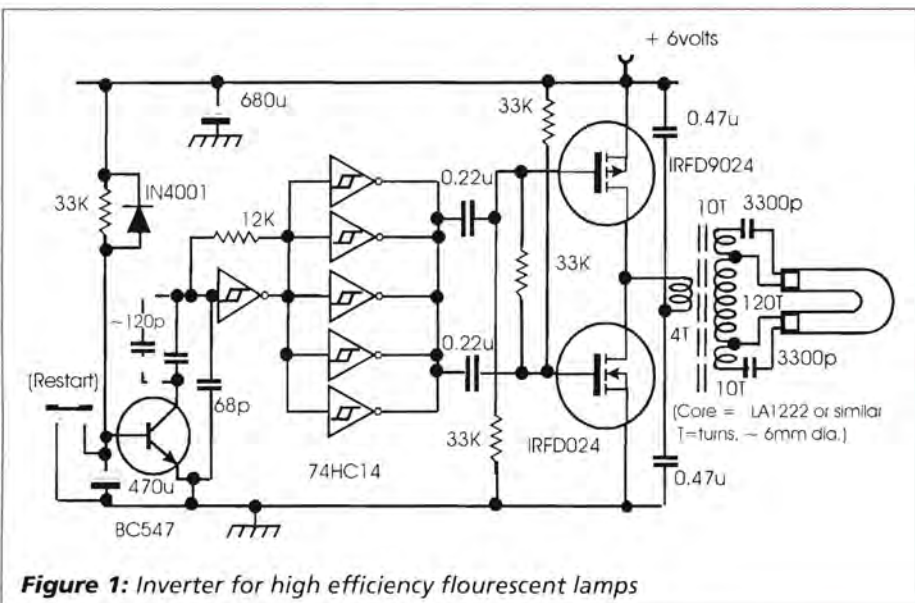 + 6volts
680u
33K
0.47u
IN4001
33K
IRFD9024
0.22u
10T
3300p
12K
33K
120T
~120p
4T
0.22u
3300p
(Restart)
10T
68p
(Core = LA1222 or similar
T=turns. ~ 6mm dia.)
33K
IRFD024
470u
74HC14
0.47u
BC547
Figure 1: Inverter for high efficiency flourescent lamps